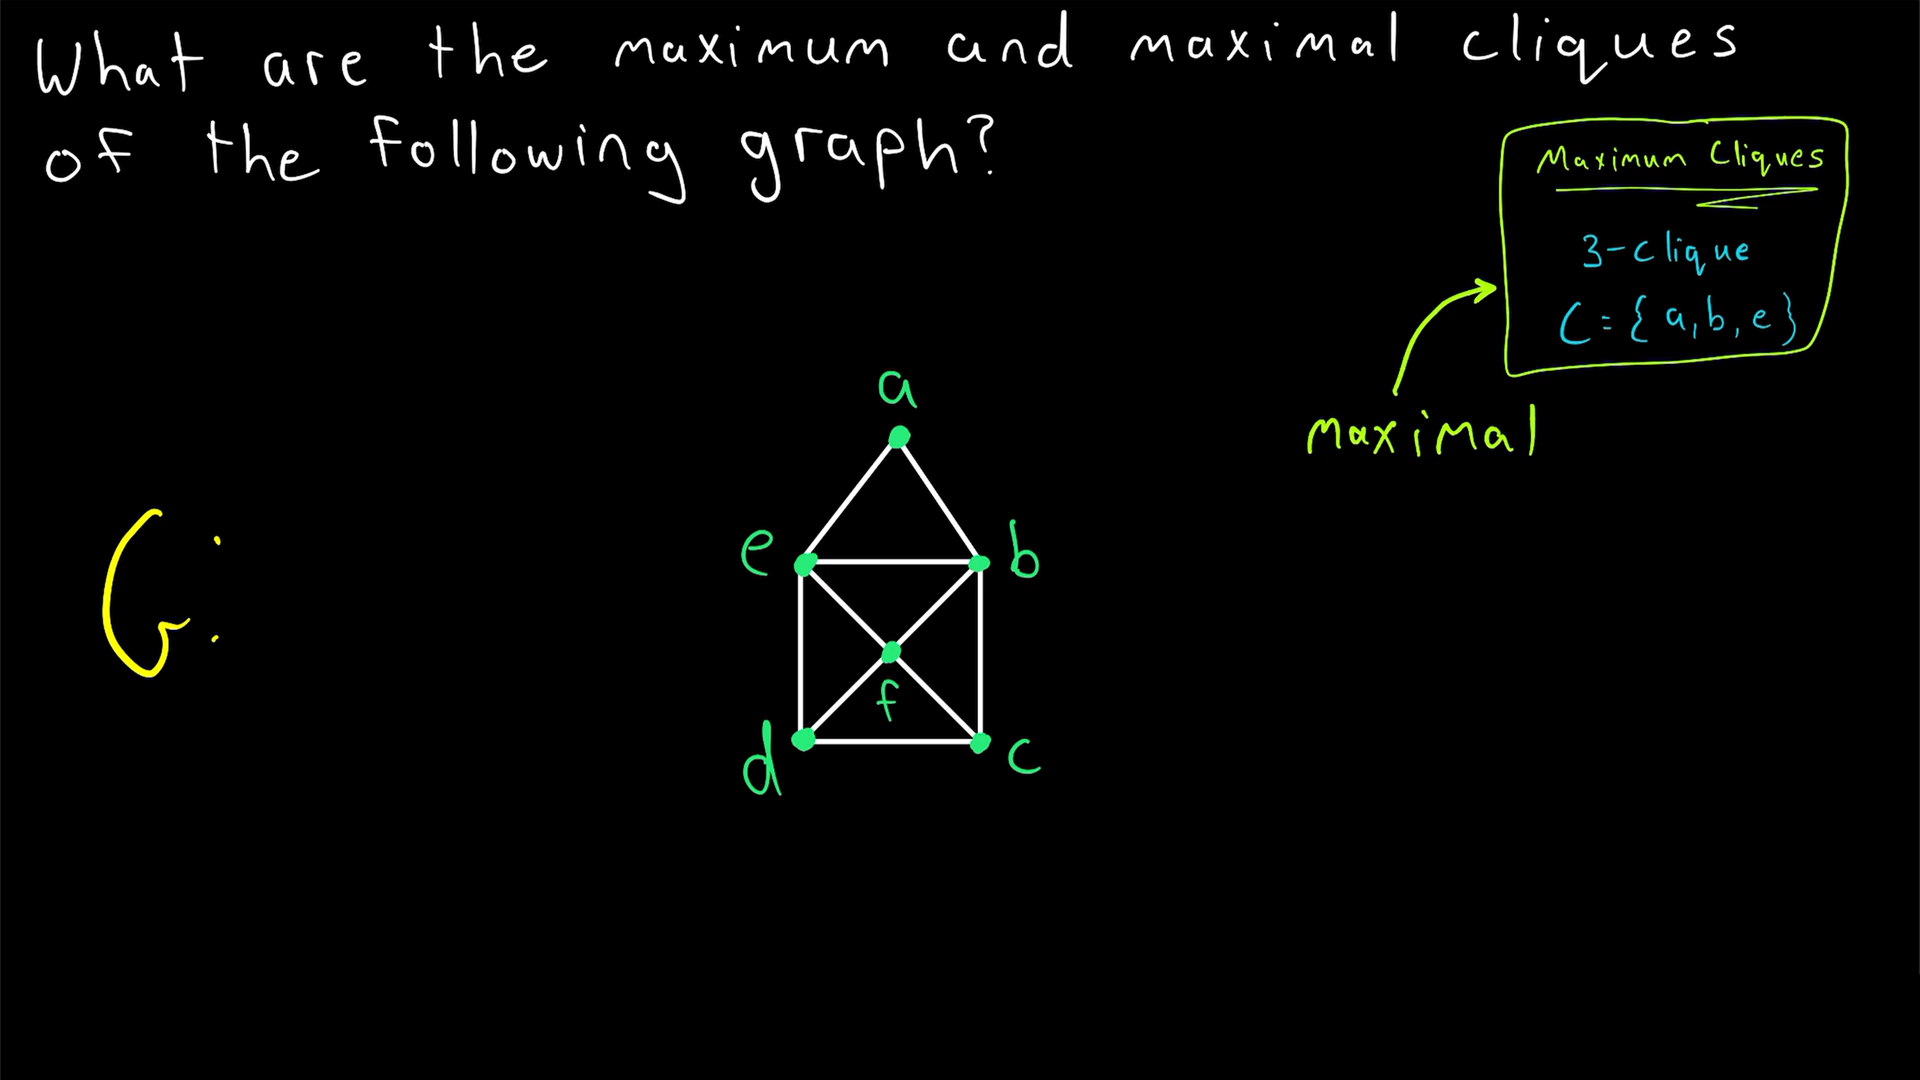 What are the maximum and maximal cliques
of the following graph?
Maximum Cliques
3-clique
C={a,b,e}
maximal
a
e
b
G:
f
d
c